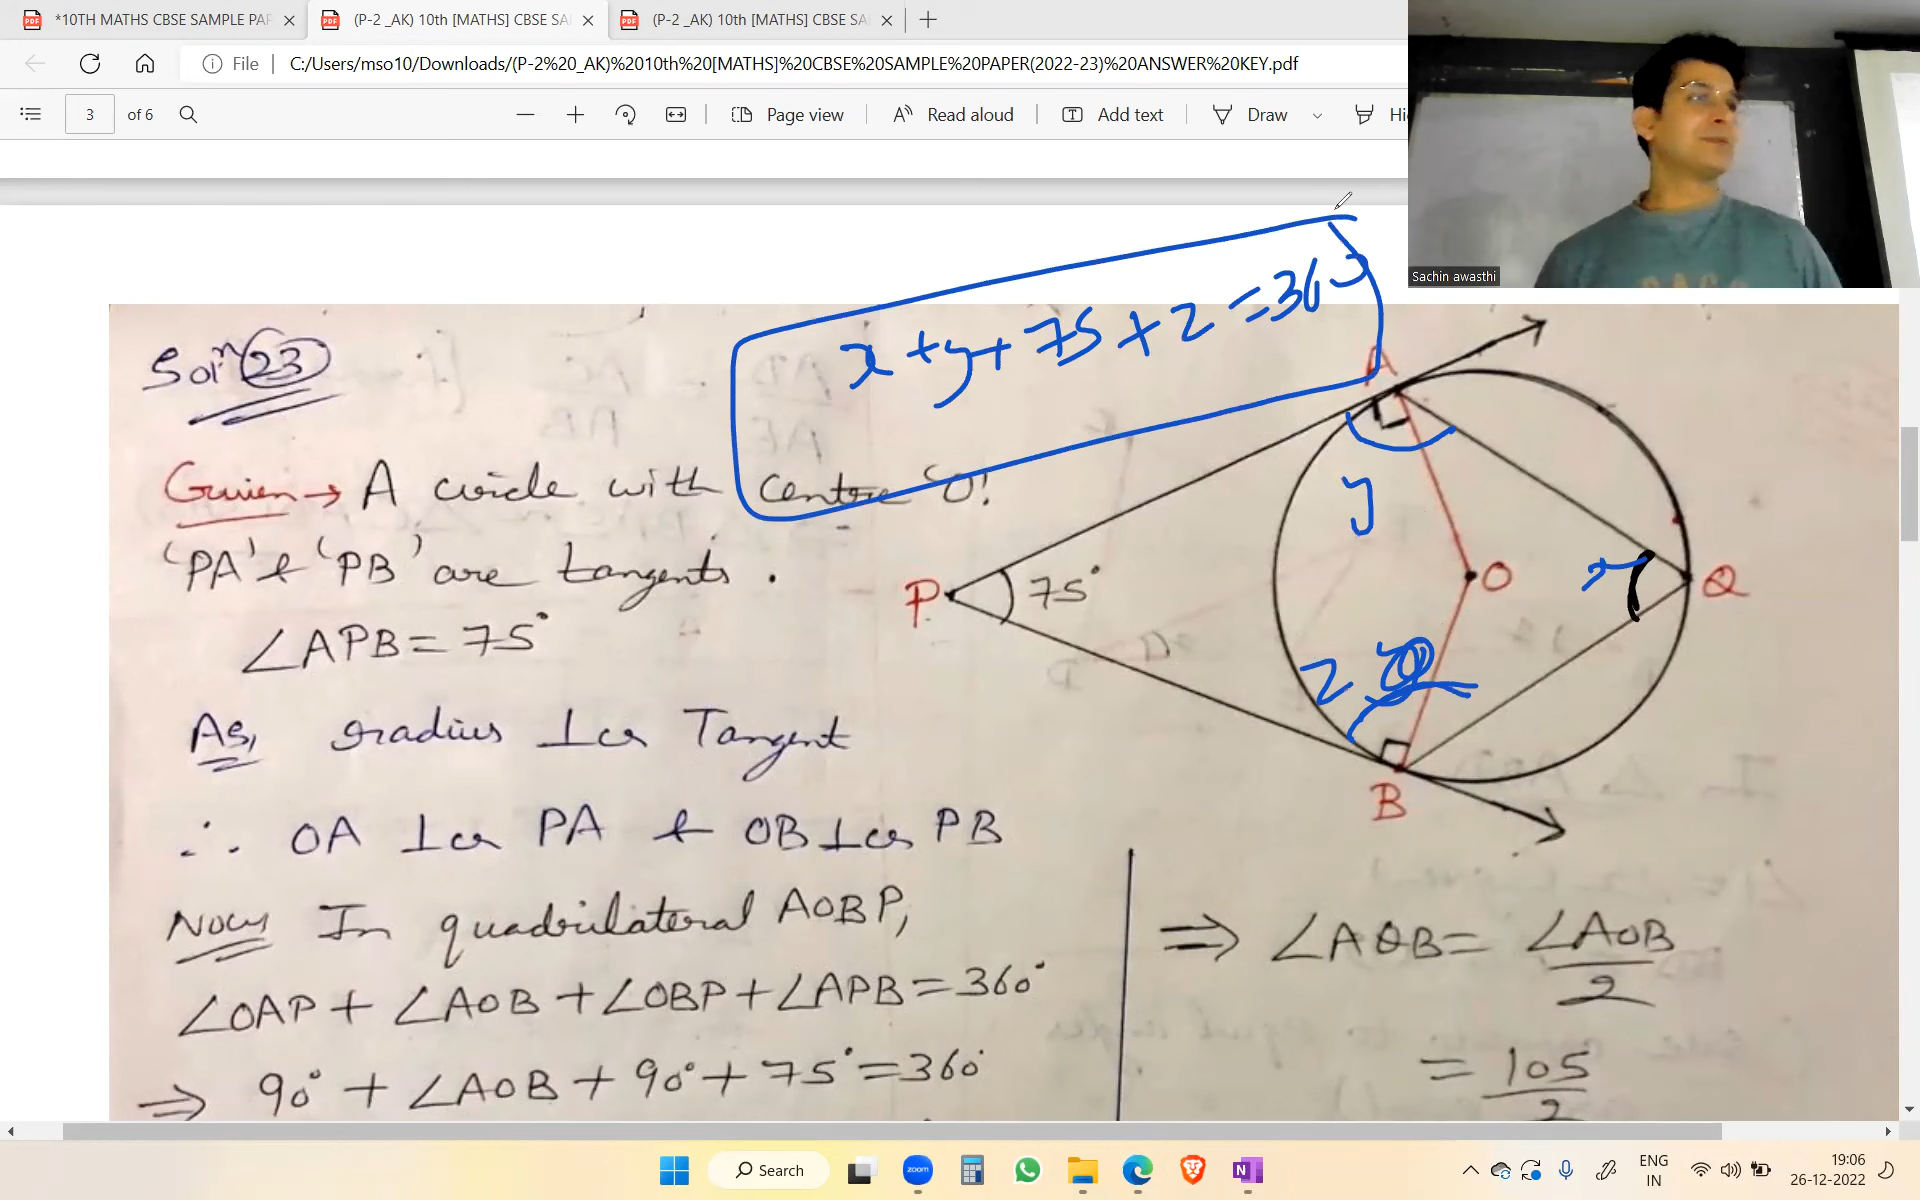 *10TH MATHS CBSE SAMPLE PAP
(P-2 _AK) 10th [MATHS] CBSE SA
(P-2 _AK) 10th [MATHS] CBSE SA
File
C:/Users/mso10/Downloads/(P-2%20_AK)%2010th%20[MATHS]%20CBSE%20SAMPLE%20PAPER(2022-23)%20ANSWER%20KEY.pdf
3 of 6
Page view
Read aloud
Add text
Draw
Hi
Sachin awasthi
x + y + 75 + z = 360
Solⁿ 23
Given → A circle with centre 'O'.
'PA' & 'PB' are tangents.
∠APB = 75°
As, radius ⊥er Tangent
∴ OA ⊥er PA & OB ⊥er PB
Now In quadrilateral AOBP,
∠OAP + ∠AOB + ∠OBP + ∠APB = 360°
⇒ 90° + ∠AOB + 90° + 75° = 360°
A
y
P
75°
O
x
Q
z
B
⇒ ∠AQB = ∠AOB
2
= 105
2
Search
zoom
N
ENG
IN
19:06
26-12-2022